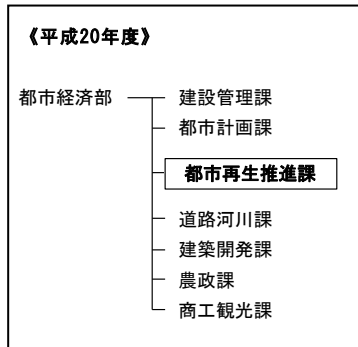 《平成20年度》
都市経済部
建設管理課
都市計画課
都市再生推進課
道路河川課
建築開発課
農政課
商工観光課